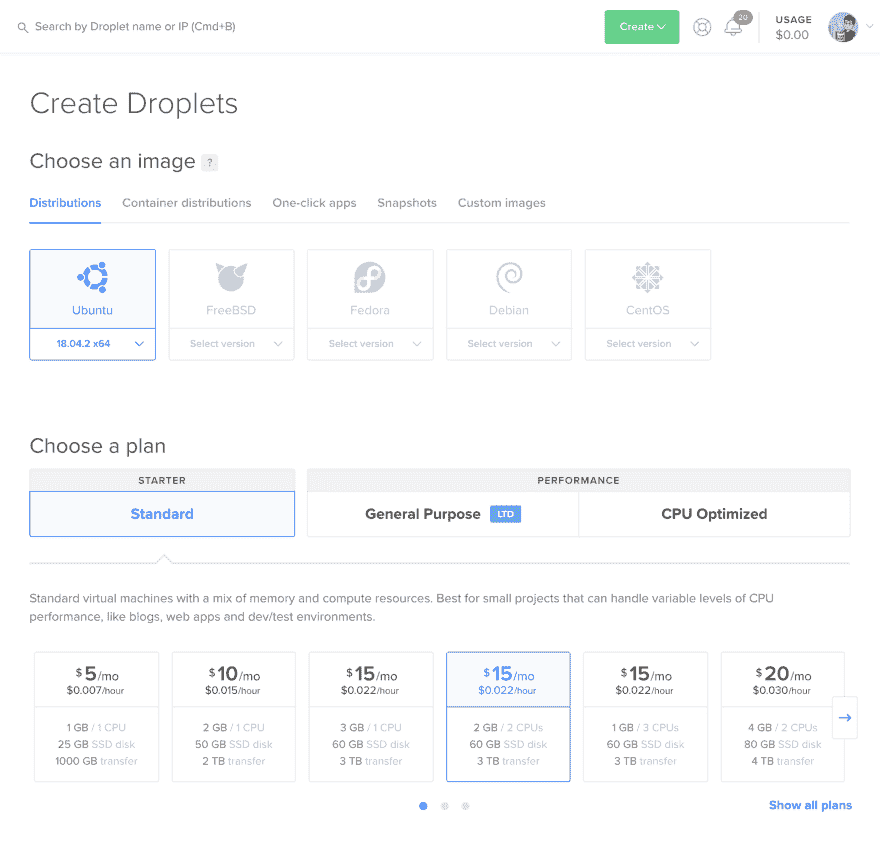 Search by Droplet name or IP (Cmd+B)
Create
20
USAGE
$0.00
Create Droplets
Choose an image ?
Distributions Container distributions One-click apps Snapshots Custom images
Ubuntu FreeBSD Fedora Debian CentOS
18.04.2 x64 Select version Select version Select version Select version
Choose a plan
STARTER PERFORMANCE
Standard General Purpose LTD CPU Optimized
Standard virtual machines with a mix of memory and compute resources. Best for small projects that can handle variable levels of CPU
performance, like blogs, web apps and dev/test environments.
$5/mo $10/mo $15/mo $15/mo $15/mo $20/mo
$0.007/hour $0.015/hour $0.022/hour $0.022/hour $0.022/hour $0.030/hour
1 GB / 1 CPU 2 GB / 1 CPU 3 GB / 1 CPU 2 GB / 2 CPUs 1 GB / 3 CPUs 4 GB / 2 CPUs
25 GB SSD disk 50 GB SSD disk 60 GB SSD disk 60 GB SSD disk 60 GB SSD disk 80 GB SSD disk
1000 GB transfer 2 TB transfer 3 TB transfer 3 TB transfer 3 TB transfer 4 TB transfer
Show all plans